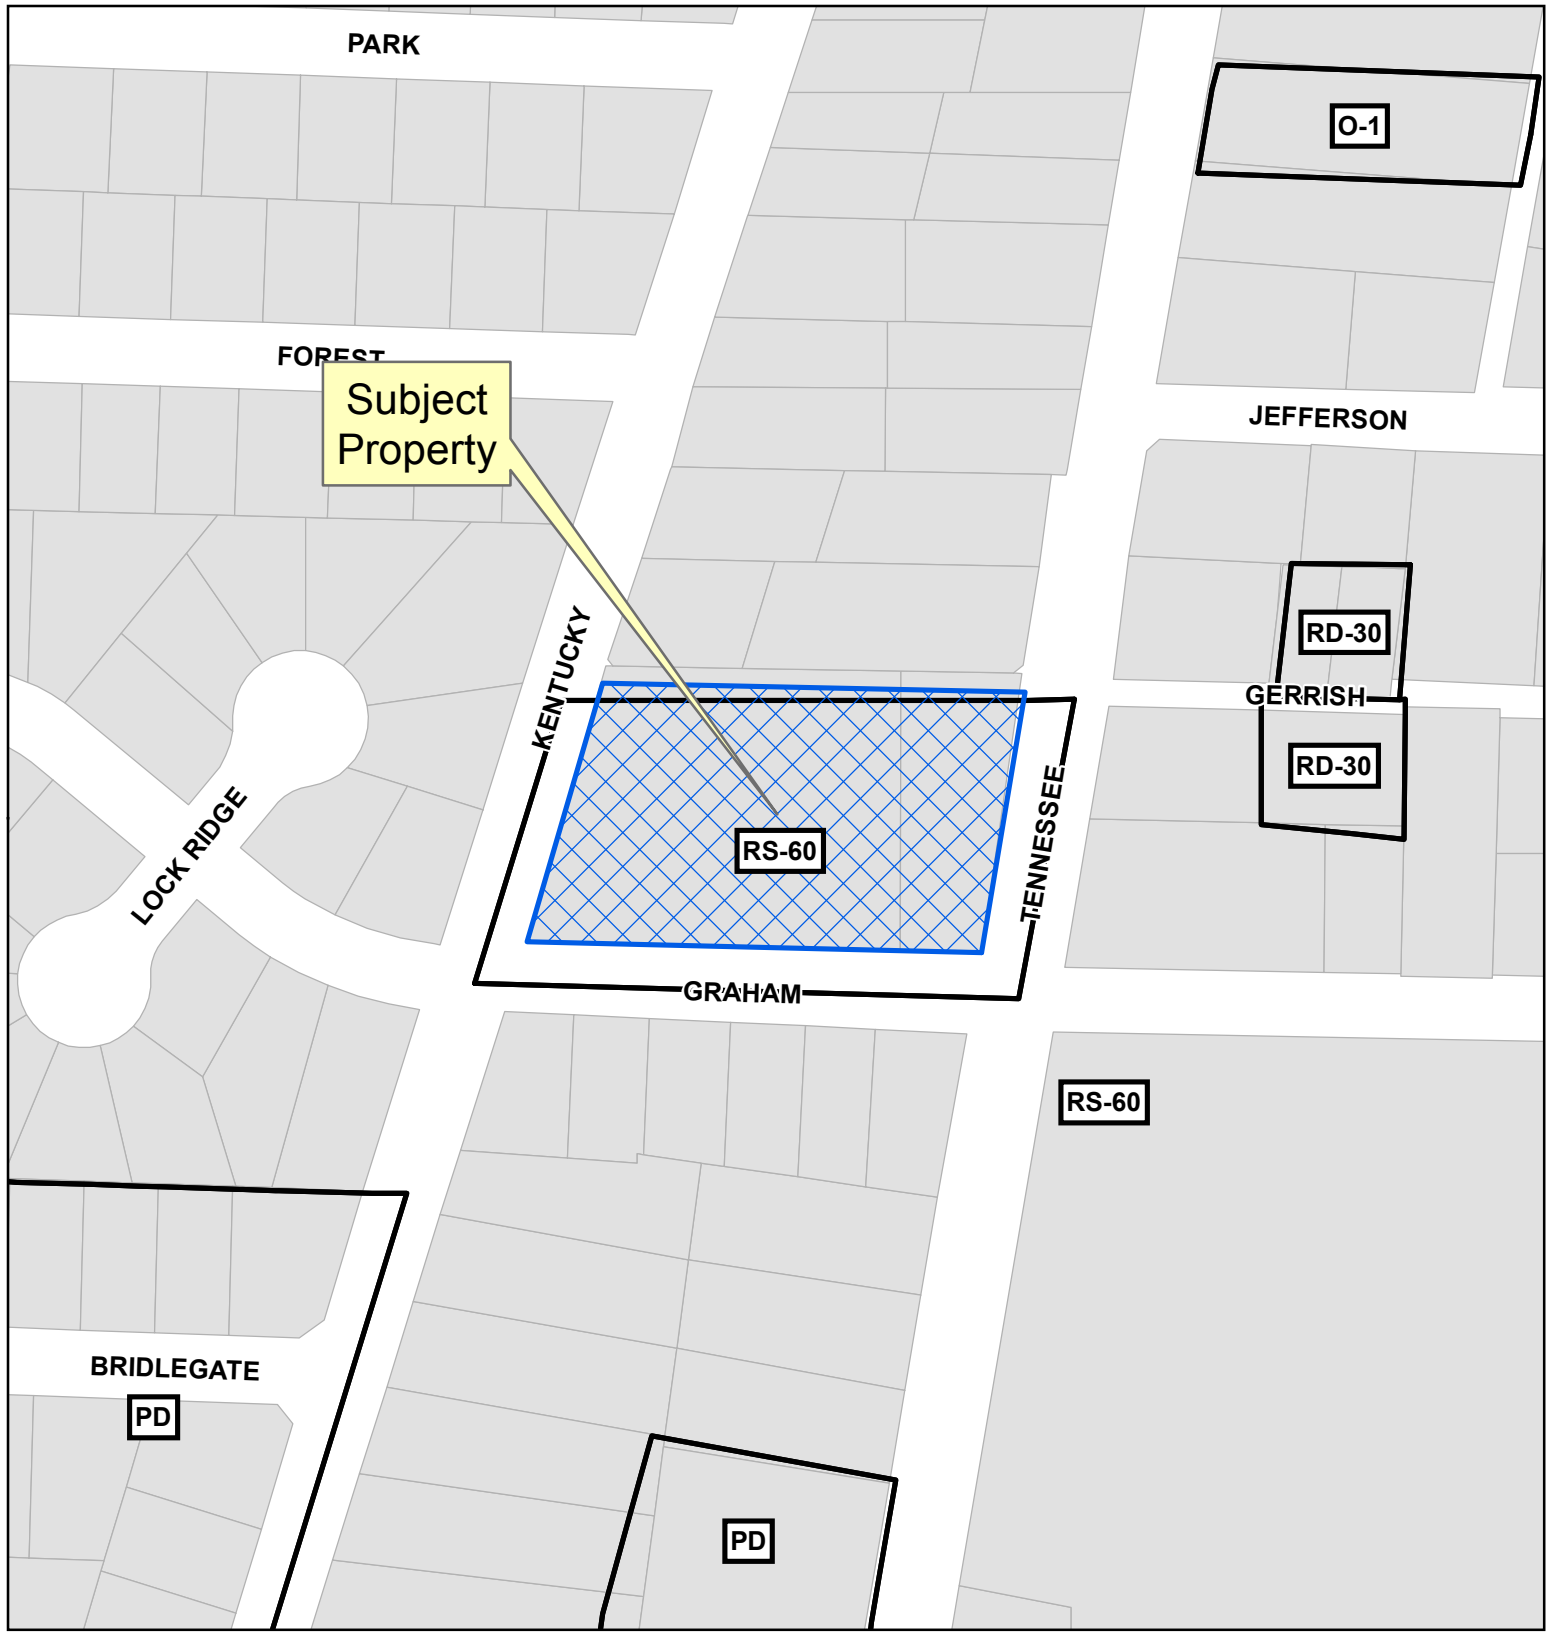 PARK
O-1
FOREST
Subject
Property
JEFFERSON
KENTUCKY
RD-30
GERRISH
RD-30
TENNESSEE
LOCK RIDGE
RS-60
GRAHAM
RS-60
BRIDLEGATE
PD
PD